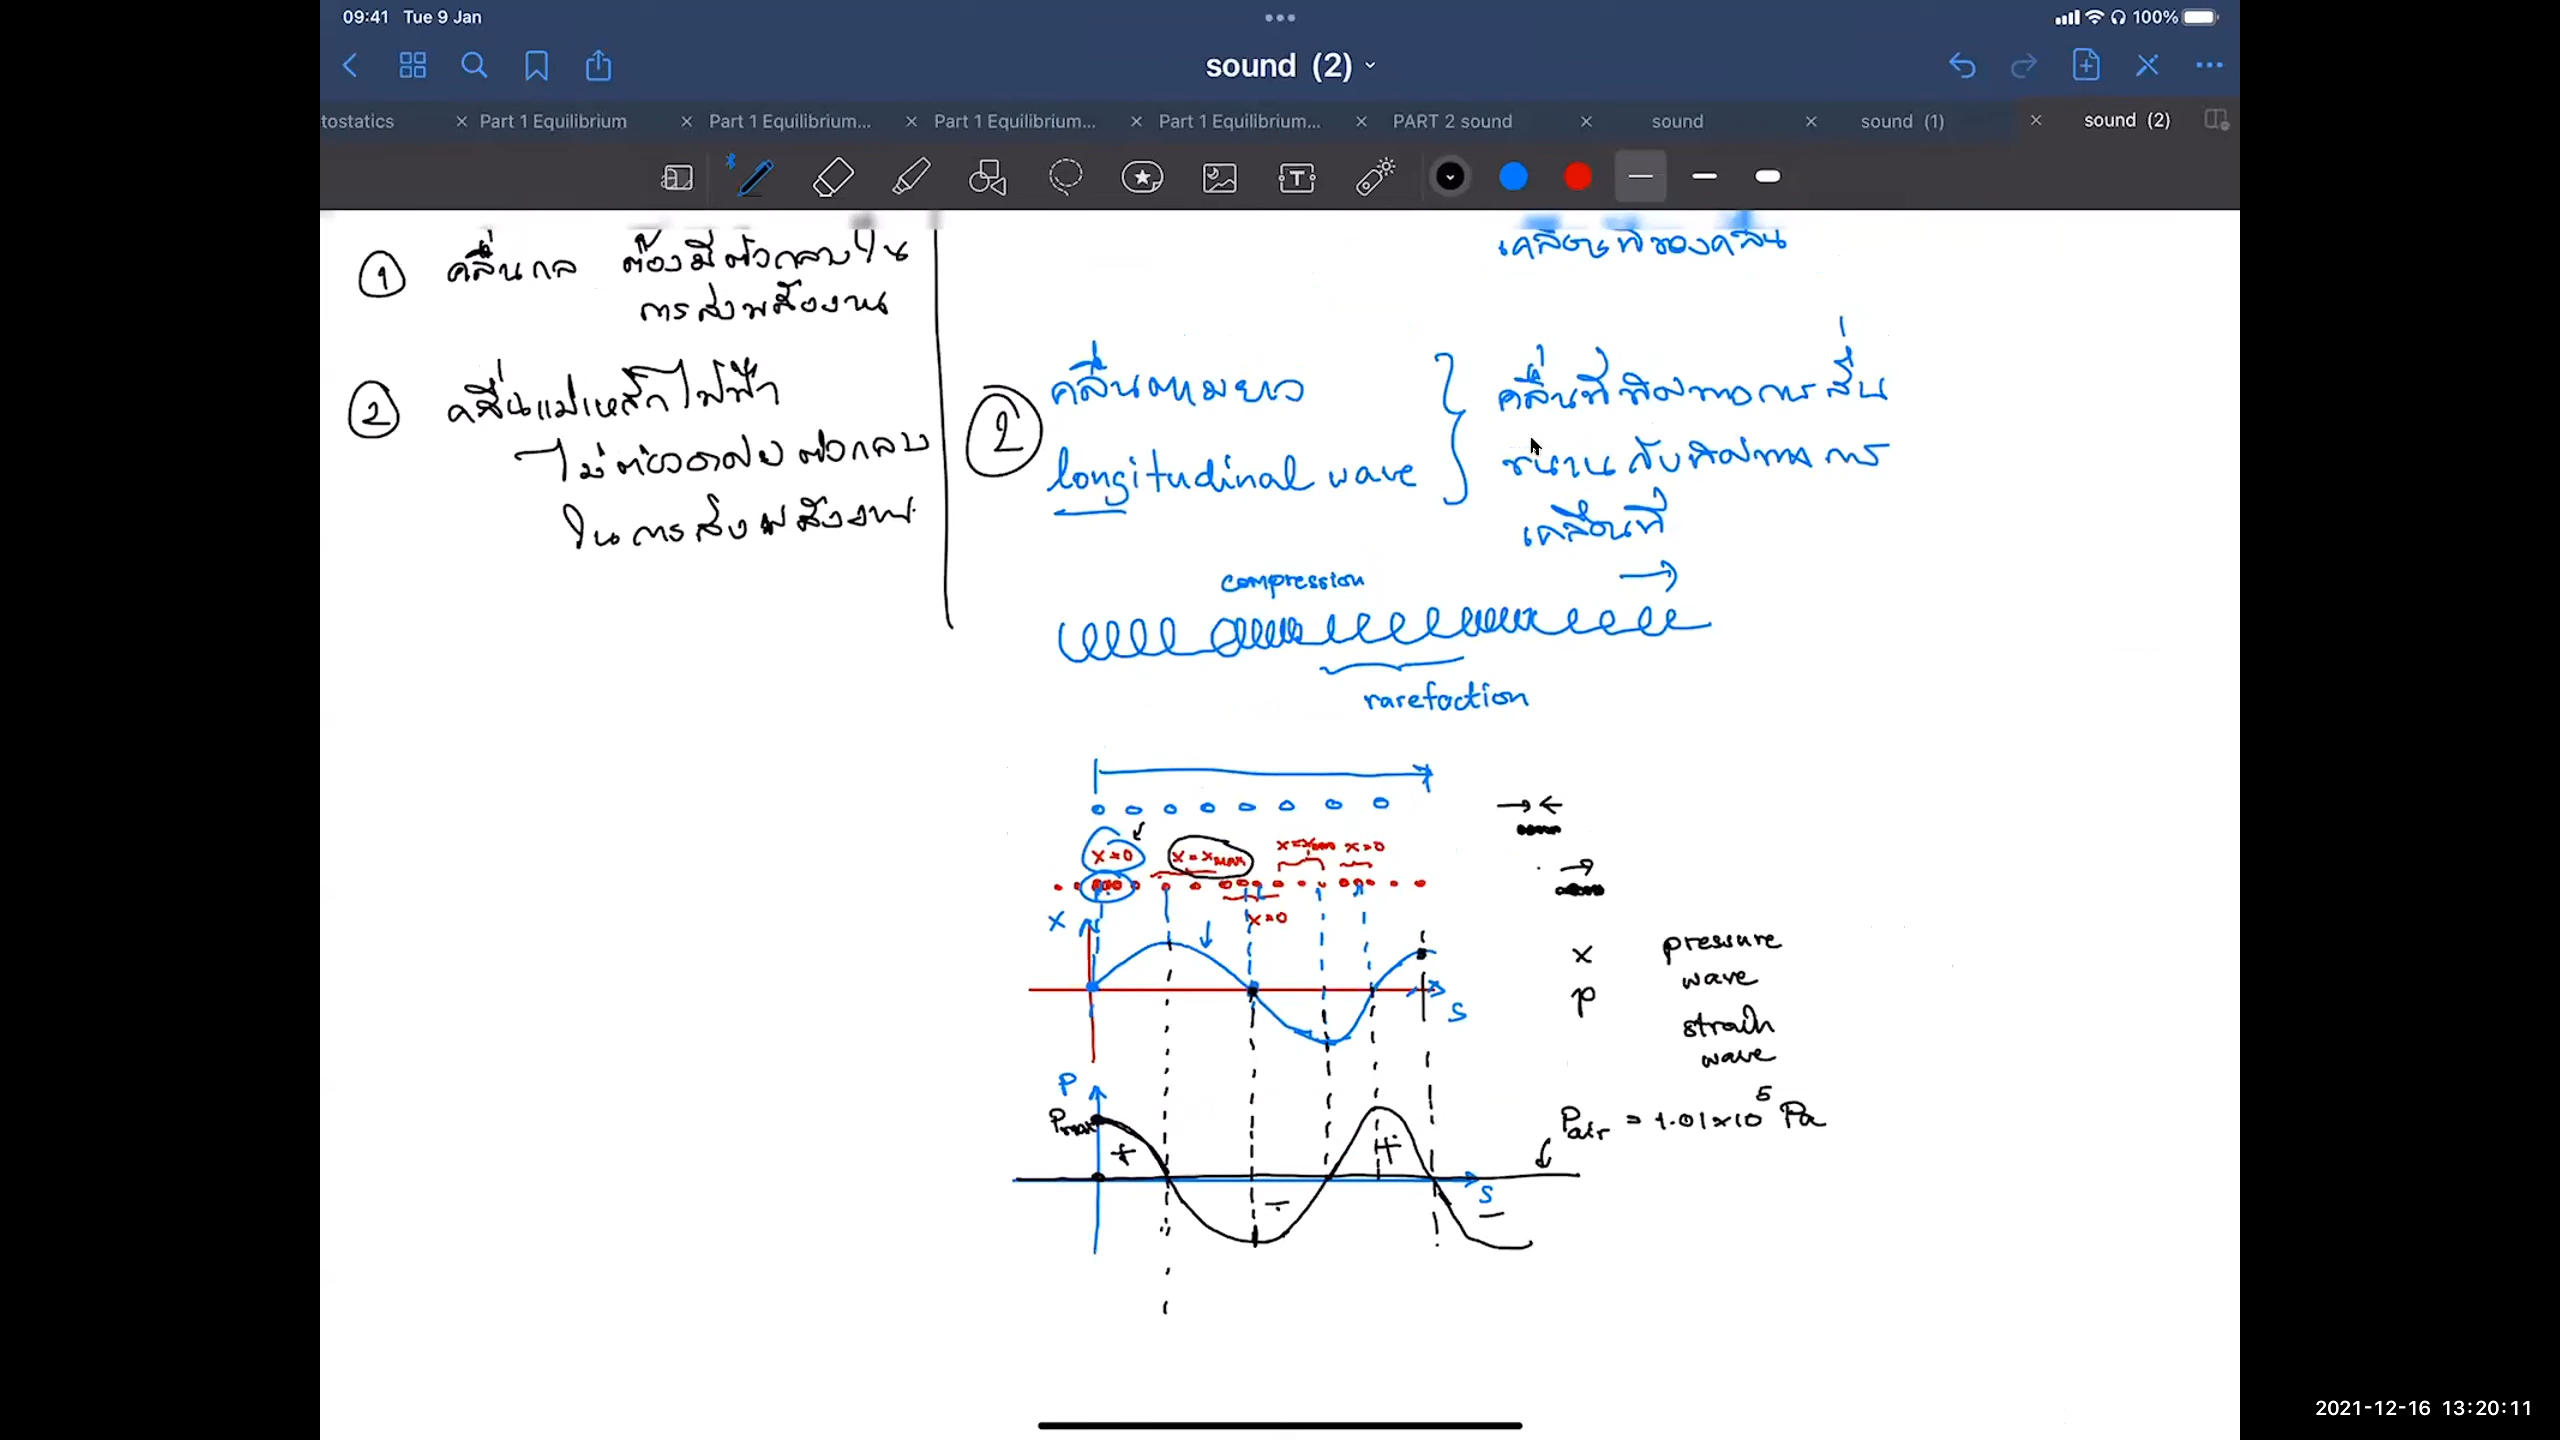 09:41 Tue 9 Jan
100%
sound (2)
tostatics
Part 1 Equilibrium
Part 1 Equilibrium...
Part 1 Equilibrium...
Part 1 Equilibrium...
PART 2 sound
sound
sound (1)
sound (2)
1 คลื่นกล ต้องมีตัวกลางใน
การส่งพลังงาน
2 คลื่นแม่เหล็กไฟฟ้า
ไม่ต้องอาศัยตัวกลาง
ในการส่งพลังงาน
เคลื่อนที่ของคลื่น
2 คลื่นตามยาว
longitudinal wave
คลื่นที่ทิศทางการสั่น
ขนานกับทิศทางการ
เคลื่อนที่
compression
rarefaction
x=0
x=xMAX
x=0
x=0
x
s
P
Pmax
+
-
+
s
x
P
pressure
wave
strain
wave
Pair = 1.01×10⁵ Pa
2021-12-16 13:20:11